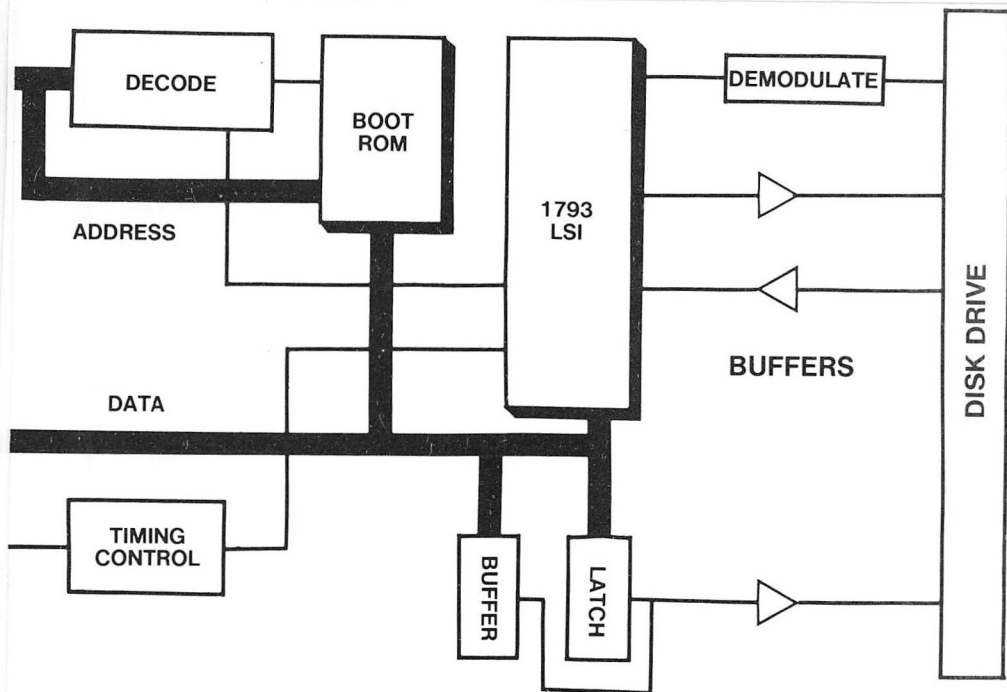 DECODE
BOOT
ROM
DEMODULATE
1793
LSI
ADDRESS
BUFFERS
DISK DRIVE
DATA
TIMING
CONTROL
BUFFER
LATCH